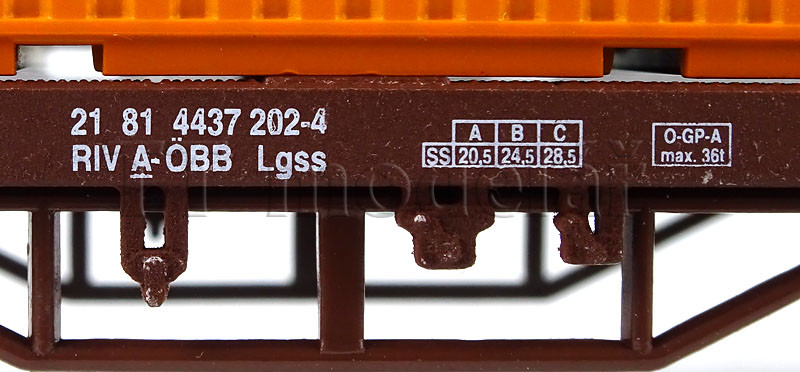 21 81 4437 202-4
RIV A-ÖBB Lgss
A B C
SS 20,5 24,5 28,5
O-GP-A
max. 36t